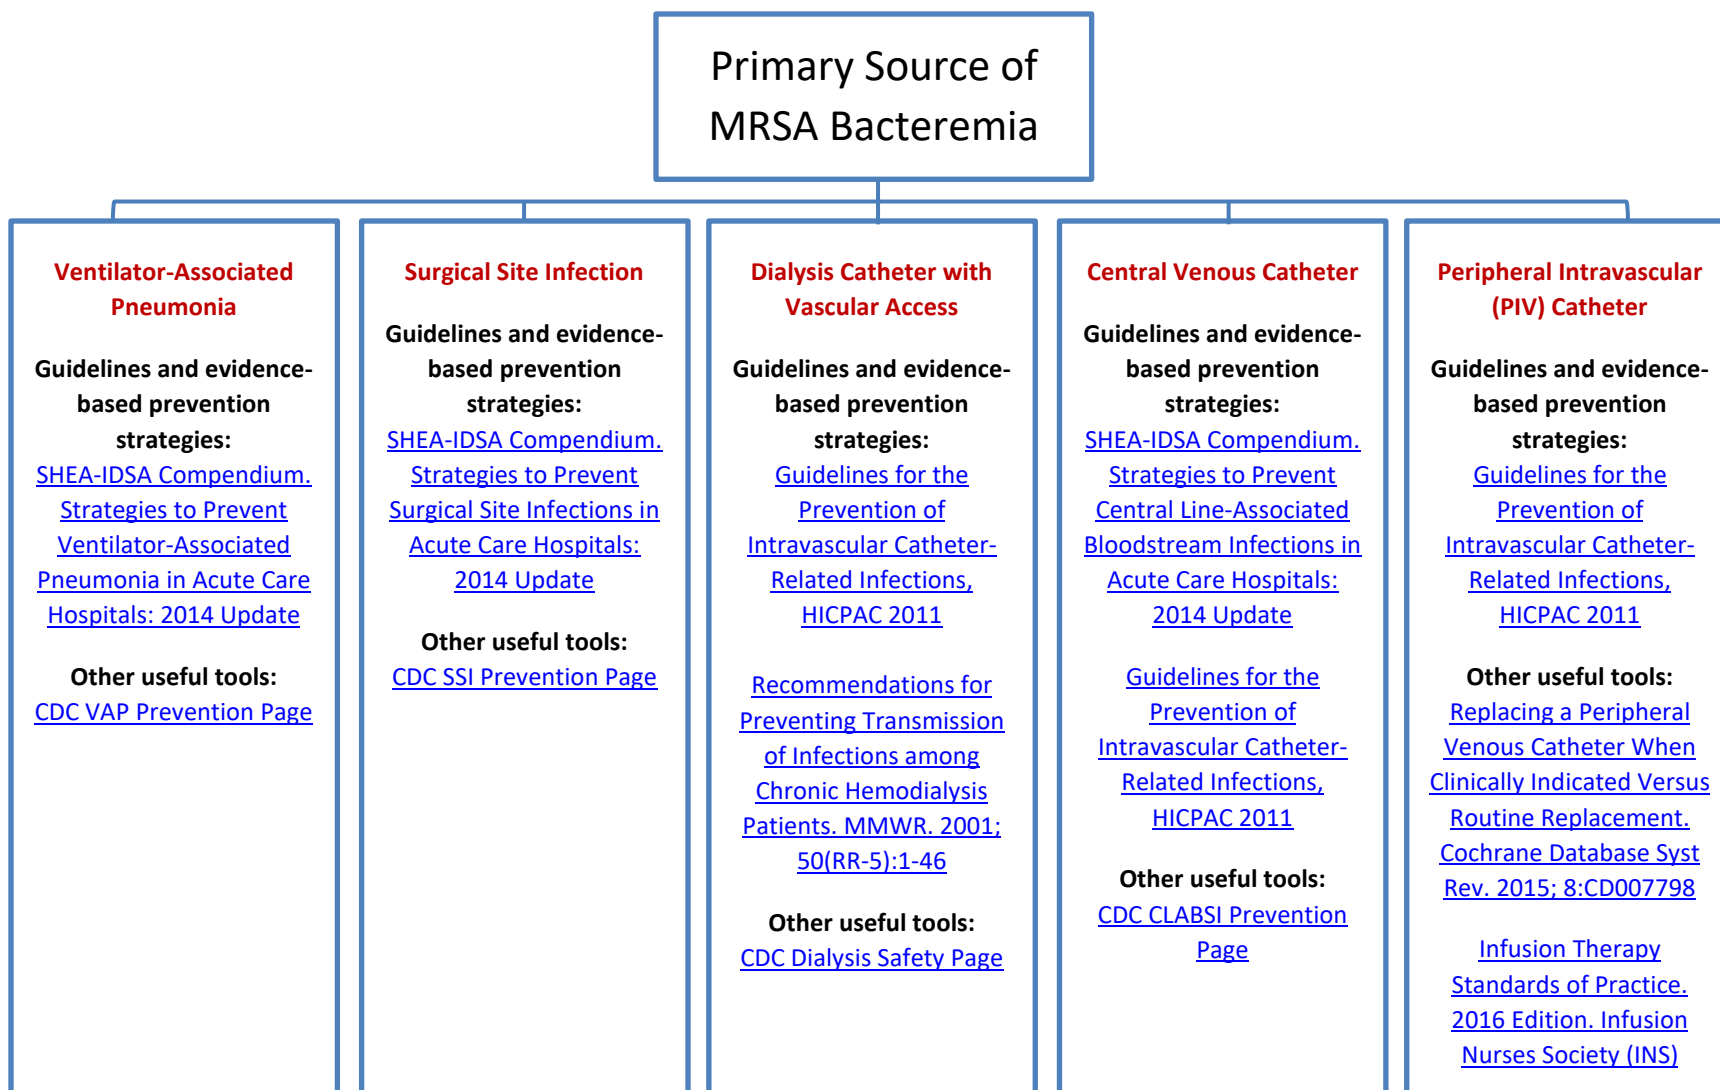 Primary Source of
MRSA Bacteremia
Ventilator-Associated
Pneumonia
Guidelines and evidence-
based prevention
strategies:
SHEA-IDSA Compendium.
Strategies to Prevent
Ventilator-Associated
Pneumonia in Acute Care
Hospitals: 2014 Update
Other useful tools:
CDC VAP Prevention Page
Surgical Site Infection
Guidelines and evidence-
based prevention
strategies:
SHEA-IDSA Compendium.
Strategies to Prevent
Surgical Site Infections in
Acute Care Hospitals:
2014 Update
Other useful tools:
CDC SSI Prevention Page
Dialysis Catheter with
Vascular Access
Guidelines and evidence-
based prevention
strategies:
Guidelines for the
Prevention of
Intravascular Catheter-
Related Infections,
HICPAC 2011
Recommendations for
Preventing Transmission
of Infections among
Chronic Hemodialysis
Patients. MMWR. 2001;
50(RR-5):1-46
Other useful tools:
CDC Dialysis Safety Page
Central Venous Catheter
Guidelines and evidence-
based prevention
strategies:
SHEA-IDSA Compendium.
Strategies to Prevent
Central Line-Associated
Bloodstream Infections in
Acute Care Hospitals:
2014 Update
Guidelines for the
Prevention of
Intravascular Catheter-
Related Infections,
HICPAC 2011
Other useful tools:
CDC CLABSI Prevention
Page
Peripheral Intravascular
(PIV) Catheter
Guidelines and evidence-
based prevention
strategies:
Guidelines for the
Prevention of
Intravascular Catheter-
Related Infections,
HICPAC 2011
Other useful tools:
Replacing a Peripheral
Venous Catheter When
Clinically Indicated Versus
Routine Replacement.
Cochrane Database Syst
Rev. 2015; 8:CD007798
Infusion Therapy
Standards of Practice.
2016 Edition. Infusion
Nurses Society (INS)